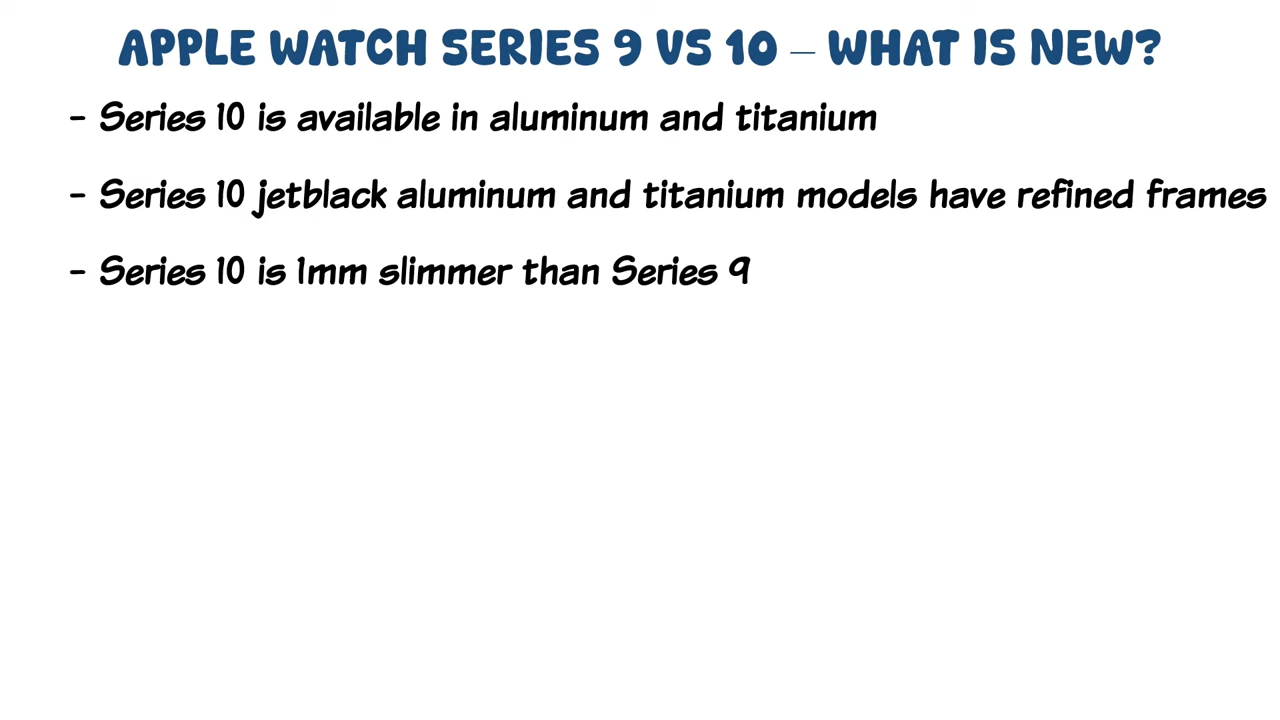 APPLE WATCH SERIES 9 VS 10 – WHAT IS NEW?
- Series 10 is available in aluminum and titanium
- Series 10 jetblack aluminum and titanium models have refined frames
- Series 10 is 1mm slimmer than Series 9